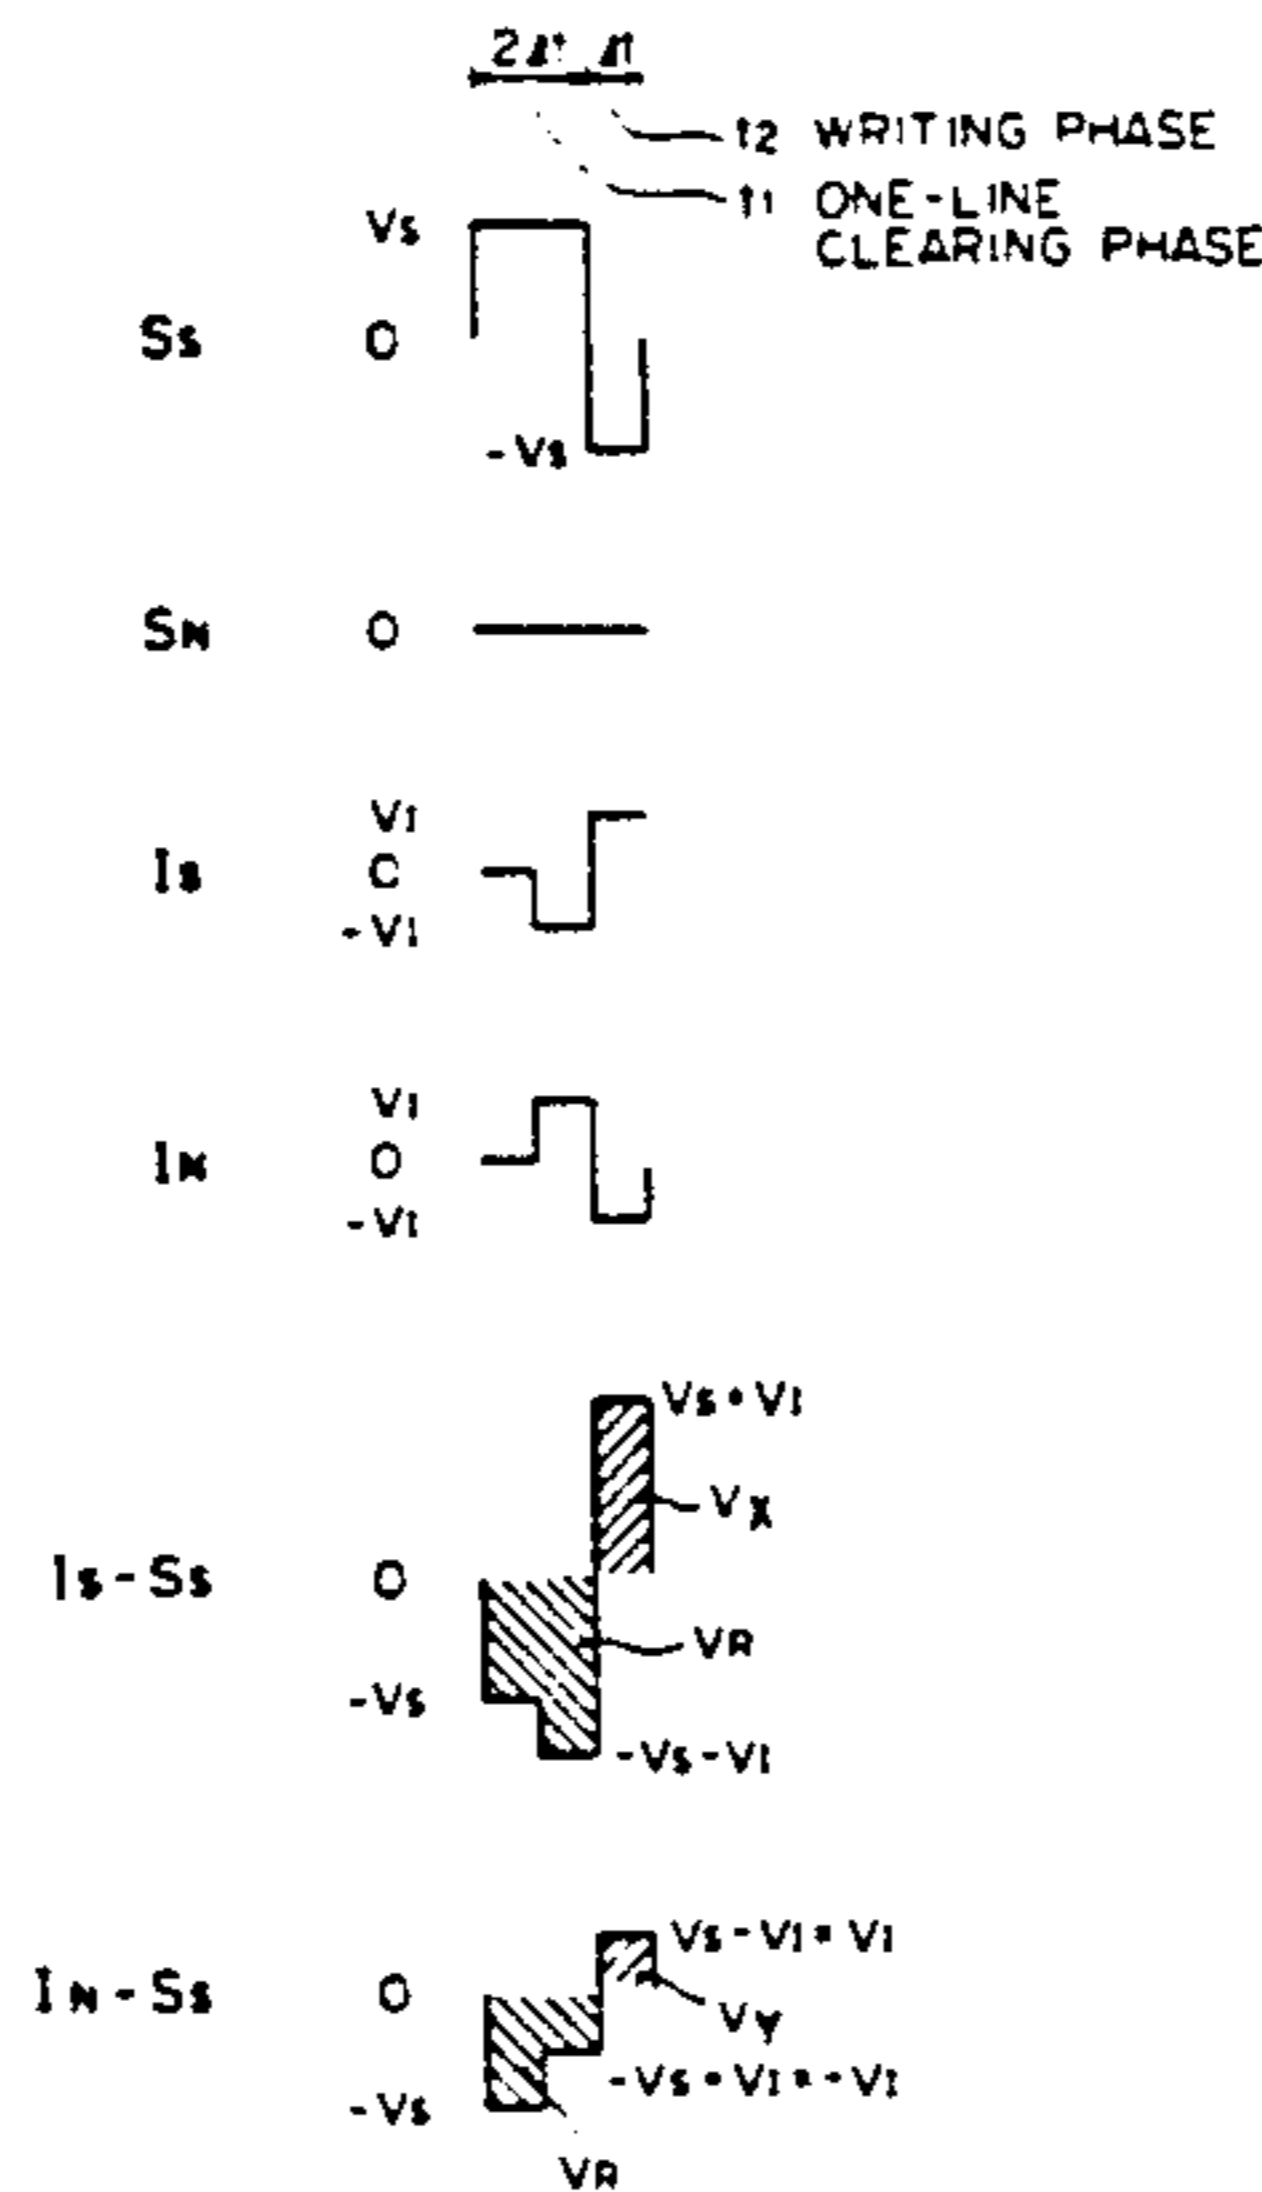 2Δt Δt
t2 WRITING PHASE
t1 ONE-LINE
CLEARING PHASE
VS
SS 0
-VS
SN 0
VI
IS 0
-VI
VI
IN 0
-VI
VS+VI
VX
IS-SS 0
VR
-VS
-VS-VI
VS-VI=VI
IN-SS 0
VY
-VS+VI=-VI
-VS
VR